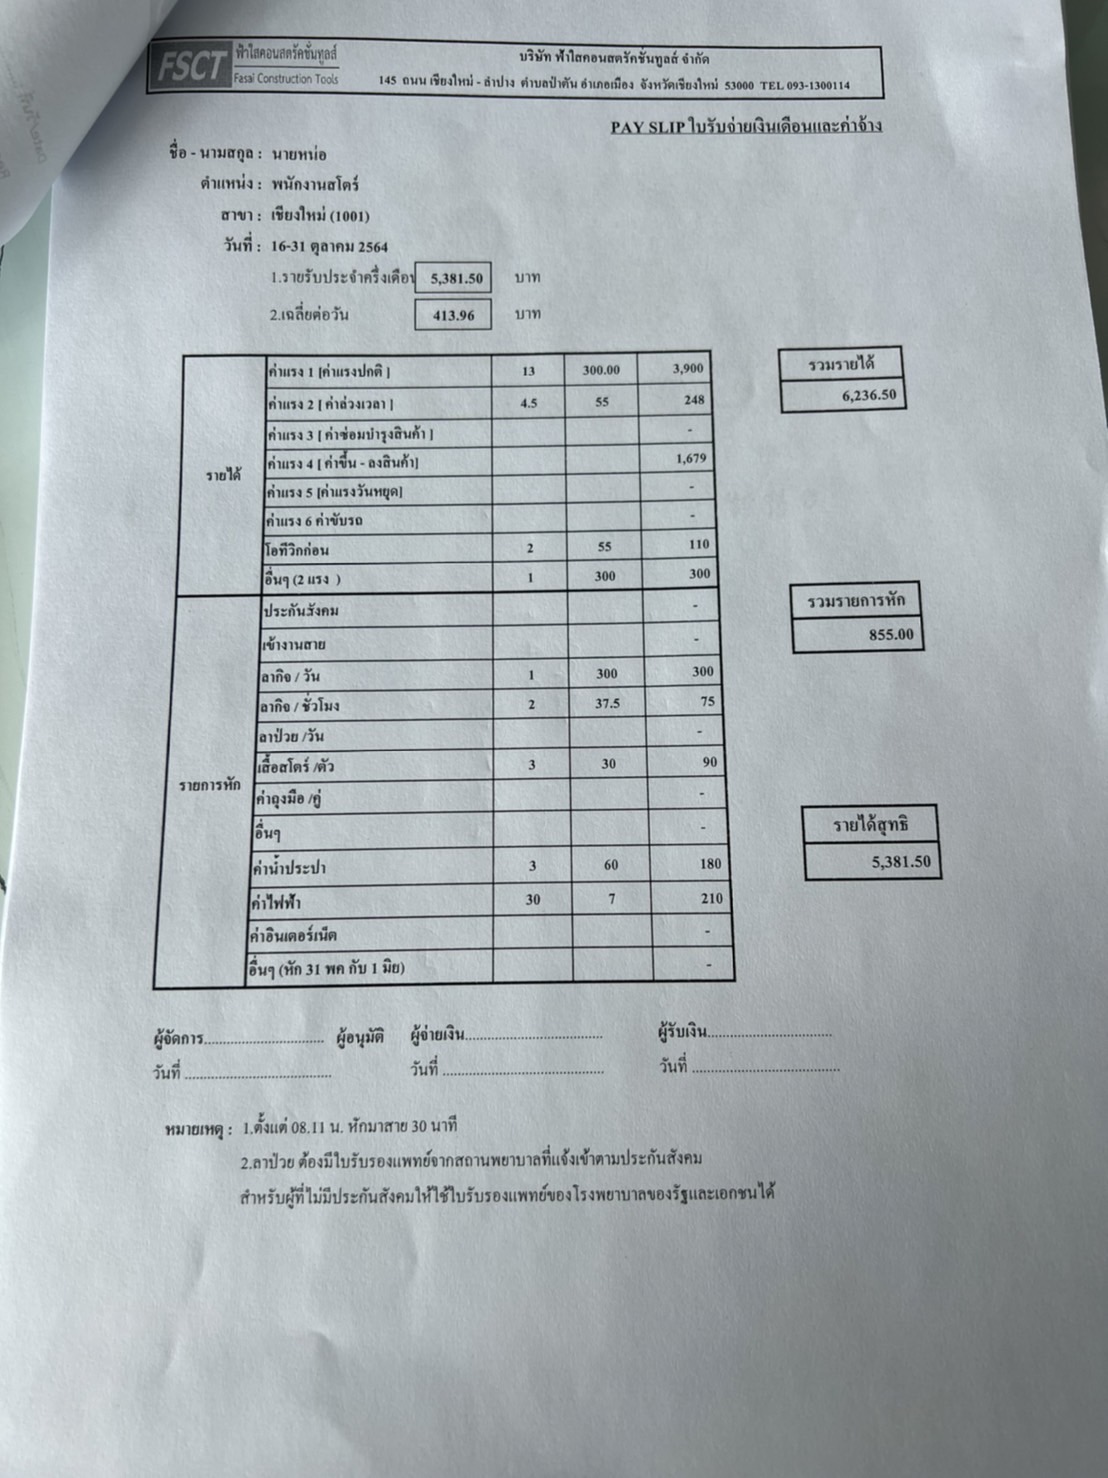 FSCT ฟ้าใสคอนสตรัคชั่นทูลส์
Fasai Construction Tools
บริษัท ฟ้าใสคอนสตรัคชั่นทูลส์ จำกัด
145 ถนน เชียงใหม่ - ลำปาง ตำบลป่าตัน อำเภอเมือง จังหวัดเชียงใหม่ 53000 TEL 093-1300114
PAY SLIP ใบรับจ่ายเงินเดือนและค่าจ้าง
ชื่อ - นามสกุล : นายหน่อ
ตำแหน่ง : พนักงานสโตร์
สาขา : เชียงใหม่ (1001)
วันที่ : 16-31 ตุลาคม 2564
1.รายรับประจำครึ่งเดือน 5,381.50 บาท
2.เฉลี่ยต่อวัน 413.96 บาท
รายได้
ค่าแรง 1 [ค่าแรงปกติ ] 13 300.00 3,900
ค่าแรง 2 [ ค่าล่วงเวลา ] 4.5 55 248
ค่าแรง 3 [ ค่าซ่อมบำรุงสินค้า ] -
ค่าแรง 4 [ ค่าขึ้น - ลงสินค้า] 1,679
ค่าแรง 5 [ค่าแรงวันหยุด] -
ค่าแรง 6 ค่าขับรถ -
โอทีวิกก่อน 2 55 110
อื่นๆ (2 แรง ) 1 300 300
รวมรายได้
6,236.50
รายการหัก
ประกันสังคม -
เข้างานสาย -
ลากิจ / วัน 1 300 300
ลากิจ / ชั่วโมง 2 37.5 75
ลาป่วย /วัน -
เสื้อสโตร์ /ตัว 3 30 90
ค่าถุงมือ /คู่ -
อื่นๆ -
ค่าน้ำประปา 3 60 180
ค่าไฟฟ้า 30 7 210
ค่าอินเตอร์เน็ต -
อื่นๆ (หัก 31 พค กับ 1 มิย) -
รวมรายการหัก
855.00
รายได้สุทธิ
5,381.50
ผู้จัดการ................................ ผู้อนุมัติ ผู้จ่ายเงิน..................................... ผู้รับเงิน.................................
วันที่ ....................................... วันที่ ........................................... วันที่ .......................................
หมายเหตุ : 1.ตั้งแต่ 08.11 น. หักมาสาย 30 นาที
2.ลาป่วย ต้องมีใบรับรองแพทย์จากสถานพยาบาลที่แจ้งเข้าตามประกันสังคม
สำหรับผู้ที่ไม่มีประกันสังคมให้ใช้ใบรับรองแพทย์ของโรงพยาบาลของรัฐและเอกชนได้